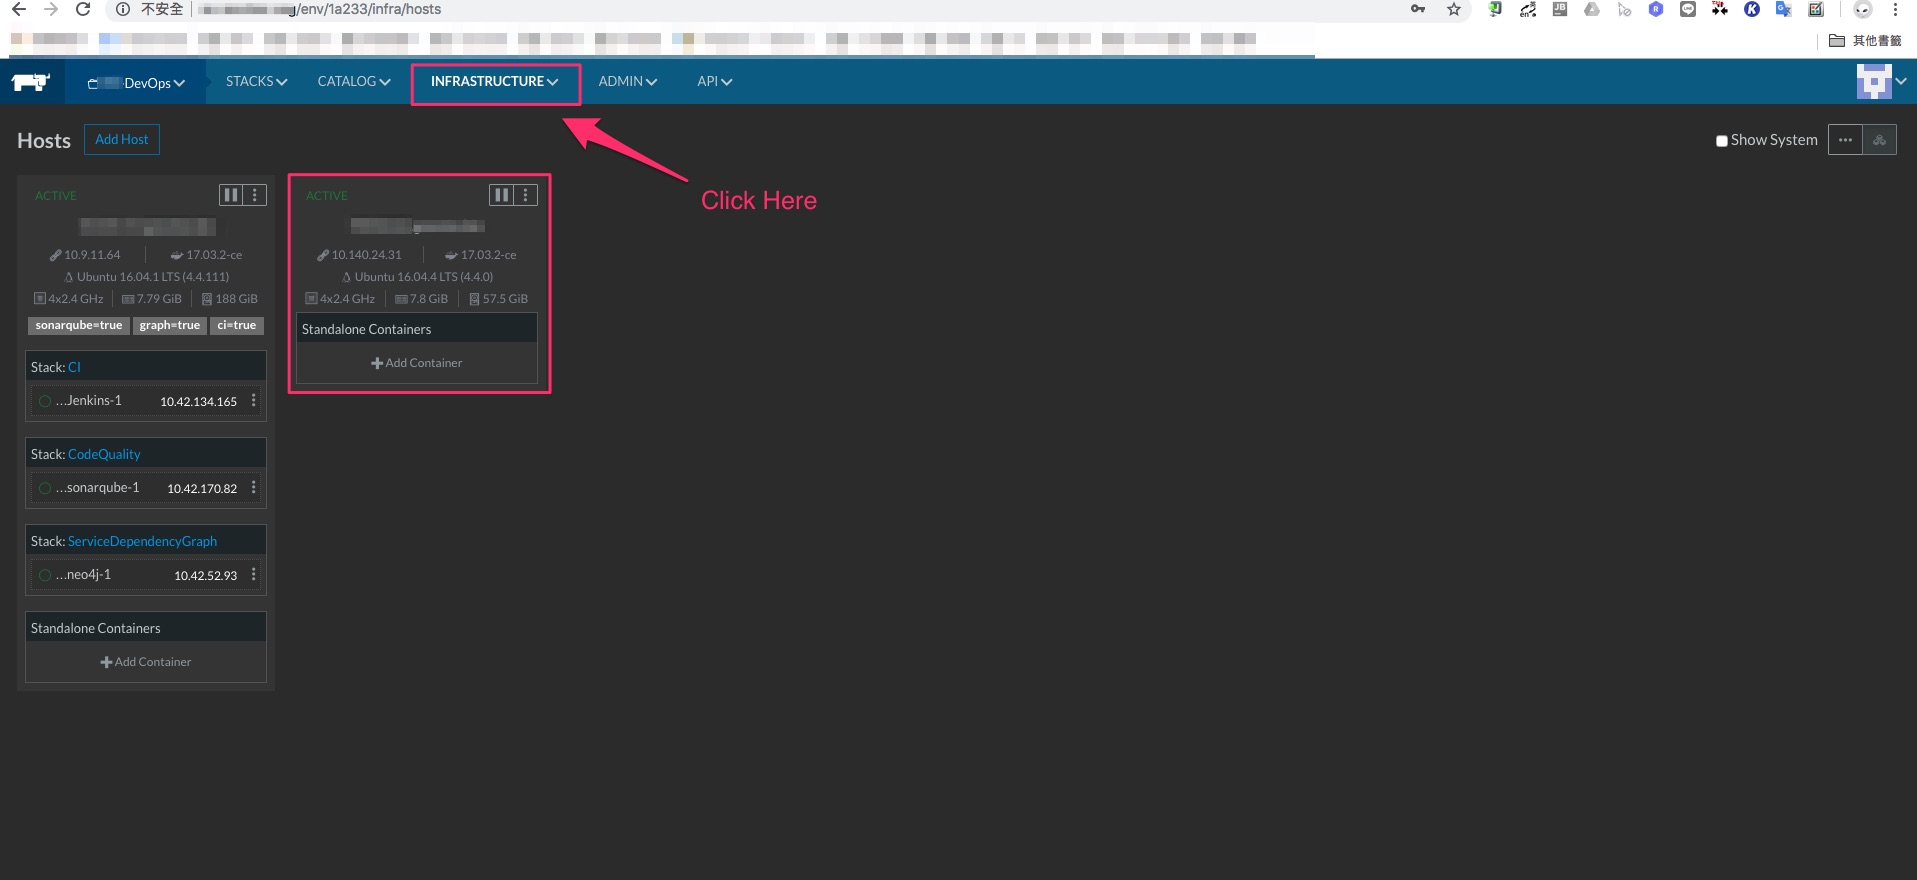 不安全 g/env/1a233/infra/hosts
其他書籤
DevOps STACKS CATALOG INFRASTRUCTURE ADMIN API
Hosts Add Host
Show System
Click Here
ACTIVE
10.9.11.64 17.03.2-ce
Ubuntu 16.04.1 LTS (4.4.111)
4x2.4 GHz 7.79 GiB 188 GiB
sonarqube=true graph=true ci=true
Stack: CI
...Jenkins-1 10.42.134.165
Stack: CodeQuality
...sonarqube-1 10.42.170.82
Stack: ServiceDependencyGraph
...neo4j-1 10.42.52.93
Standalone Containers
Add Container
ACTIVE
10.140.24.31 17.03.2-ce
Ubuntu 16.04.4 LTS (4.4.0)
4x2.4 GHz 7.8 GiB 57.5 GiB
Standalone Containers
Add Container